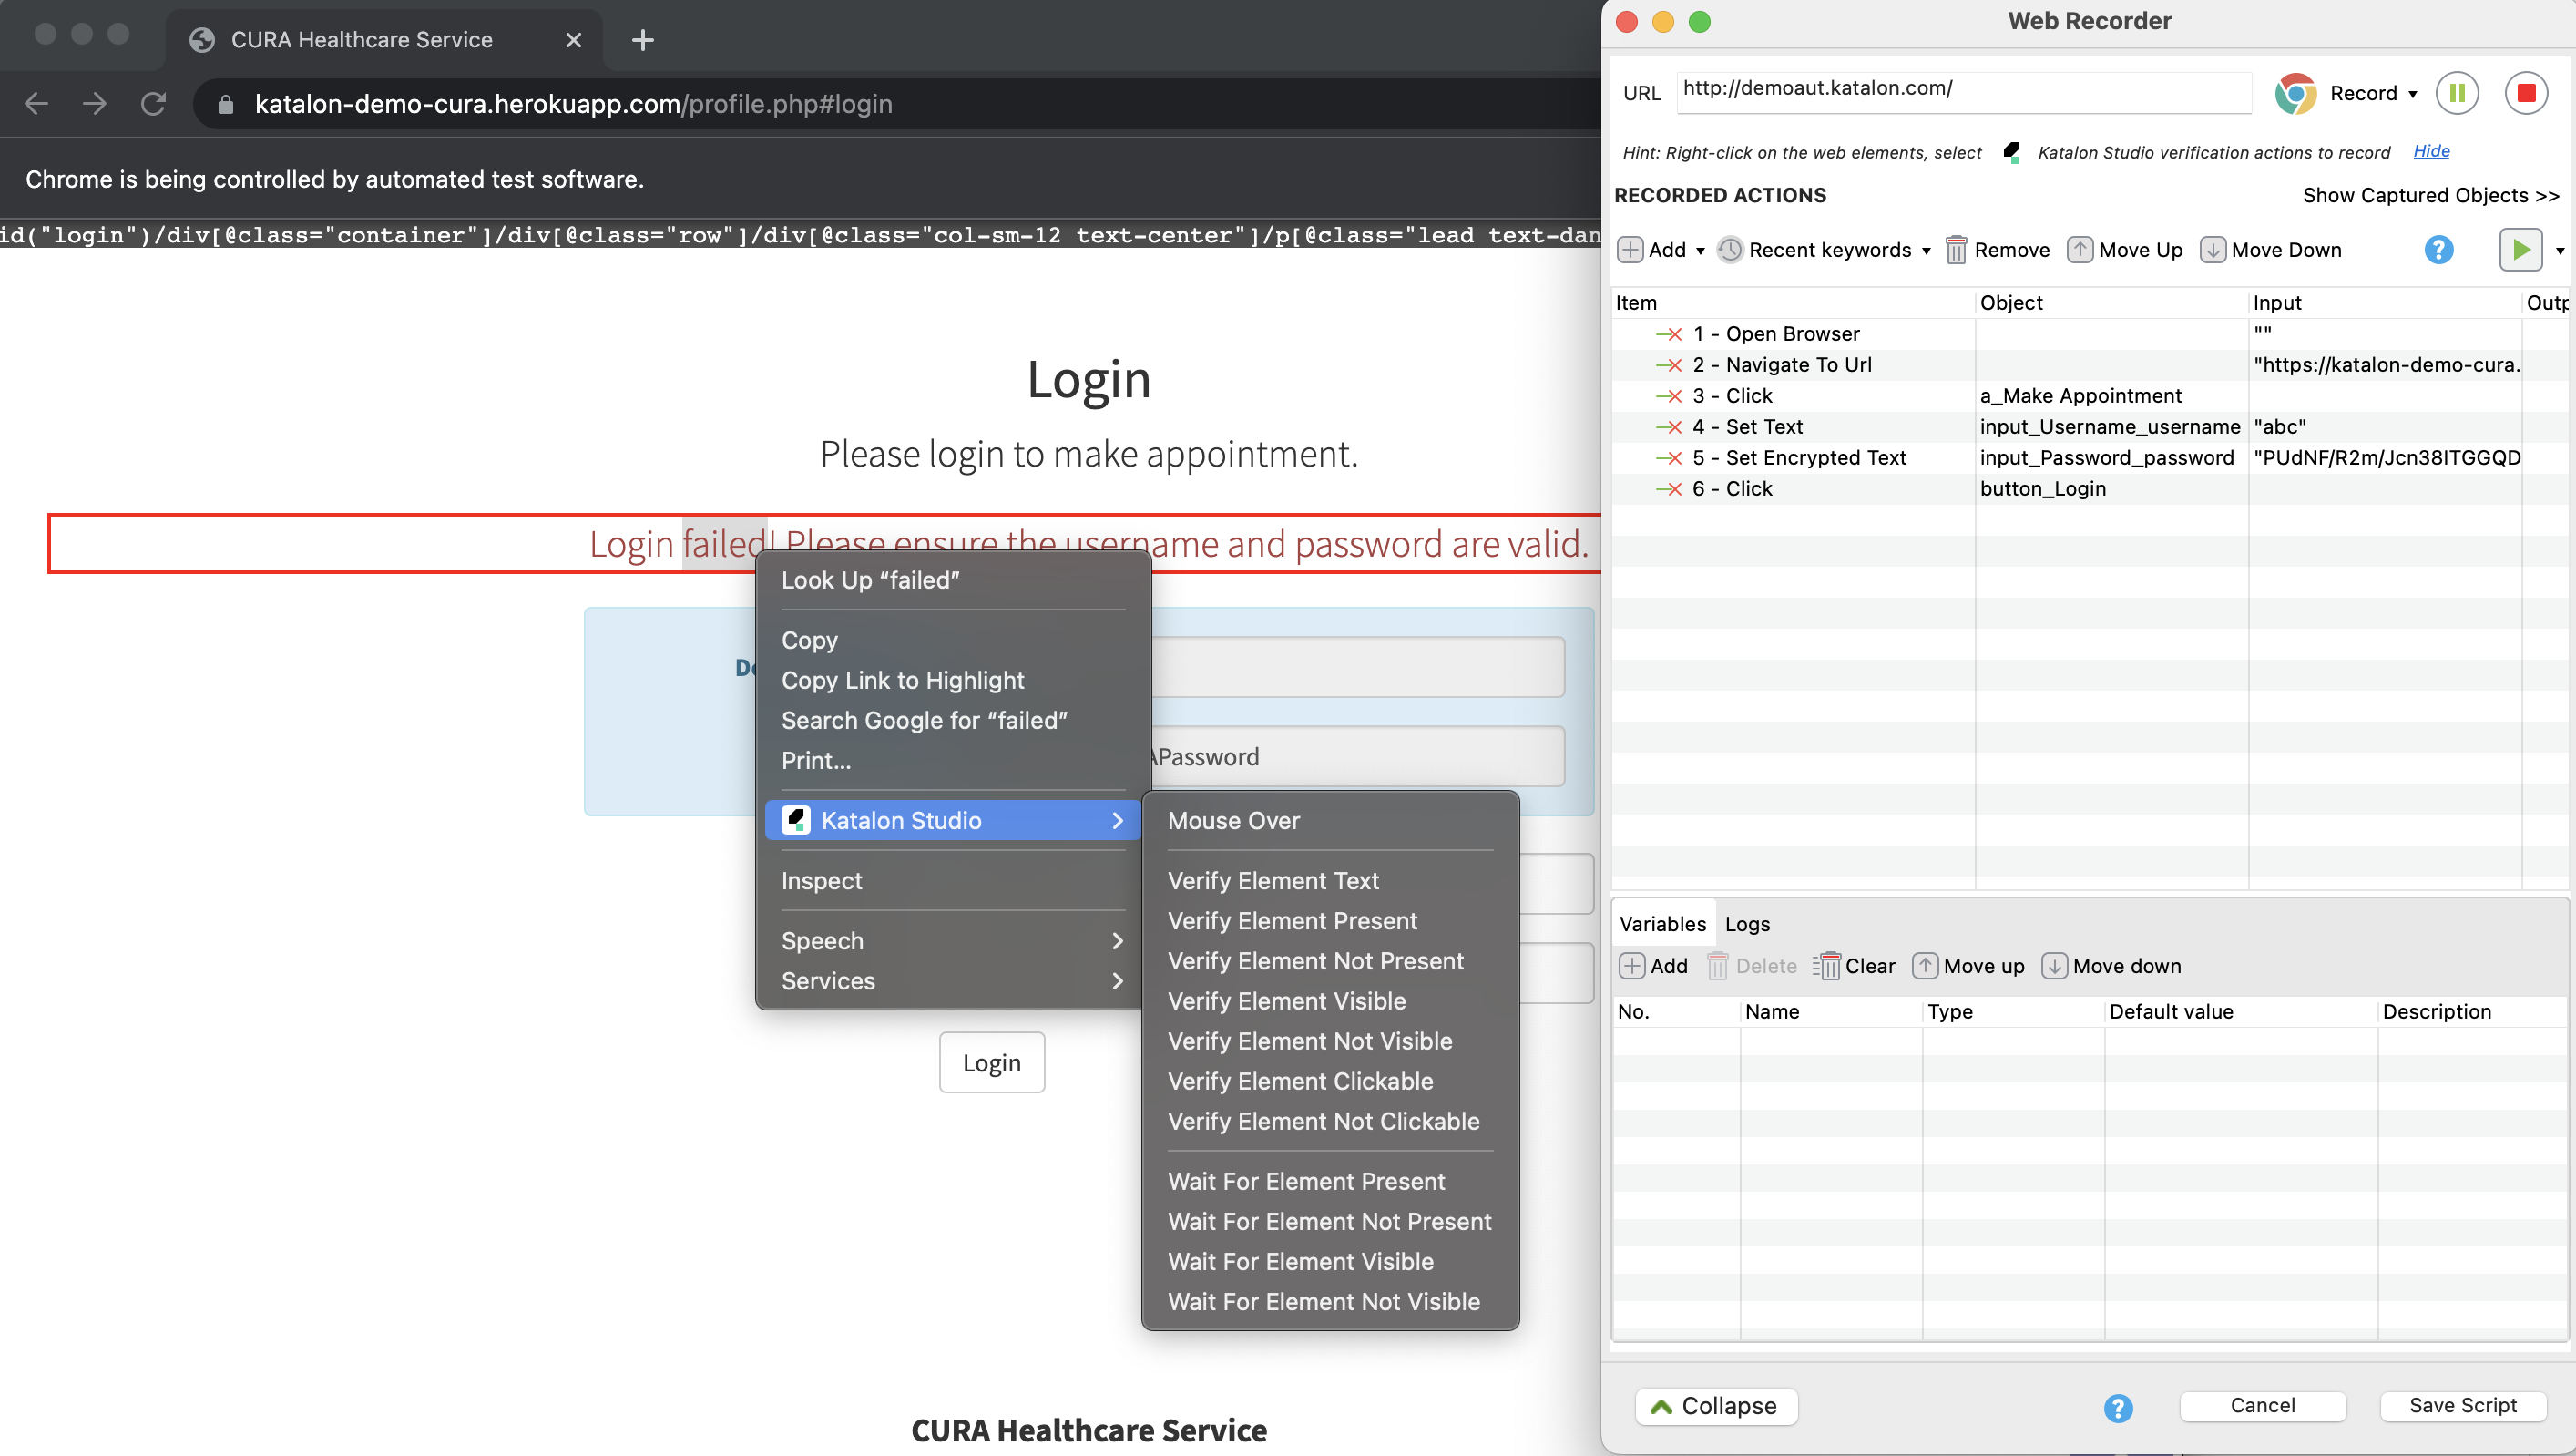 CURA Healthcare Service
katalon-demo-cura.herokuapp.com/profile.php#login
Chrome is being controlled by automated test software.
id("login")/div[@class="container"]/div[@class="row"]/div[@class="col-sm-12 text-center"]/p[@class="lead text-dan
Login
Please login to make appointment.
Login failed! Please ensure the username and password are valid.
APassword
Login
CURA Healthcare Service
Look Up “failed”
Copy
Copy Link to Highlight
Search Google for “failed”
Print...
Katalon Studio
Inspect
Speech
Services
Mouse Over
Verify Element Text
Verify Element Present
Verify Element Not Present
Verify Element Visible
Verify Element Not Visible
Verify Element Clickable
Verify Element Not Clickable
Wait For Element Present
Wait For Element Not Present
Wait For Element Visible
Wait For Element Not Visible
Web Recorder
URL http://demoaut.katalon.com/ Record
Hint: Right-click on the web elements, select Katalon Studio verification actions to record Hide
RECORDED ACTIONS Show Captured Objects >>
Add Recent keywords Remove Move Up Move Down ?
Item Object Input Outp
1 - Open Browser ""
2 - Navigate To Url "https://katalon-demo-cura.
3 - Click a_Make Appointment
4 - Set Text input_Username_username "abc"
5 - Set Encrypted Text input_Password_password "PUdNF/R2m/Jcn38ITGGQD
6 - Click button_Login
Variables Logs
Add Delete Clear Move up Move down
No. Name Type Default value Description
Collapse ? Cancel Save Script